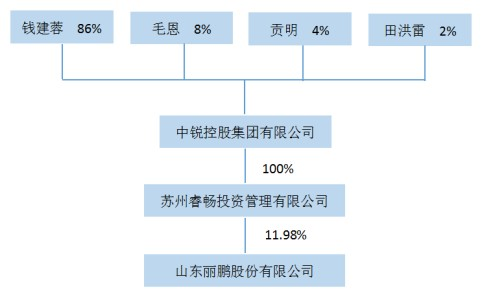 钱建蓉 86% 毛恩 8% 贡明 4% 田洪雷 2%
中锐控股集团有限公司
100%
苏州睿畅投资管理有限公司
11.98%
山东丽鹏股份有限公司